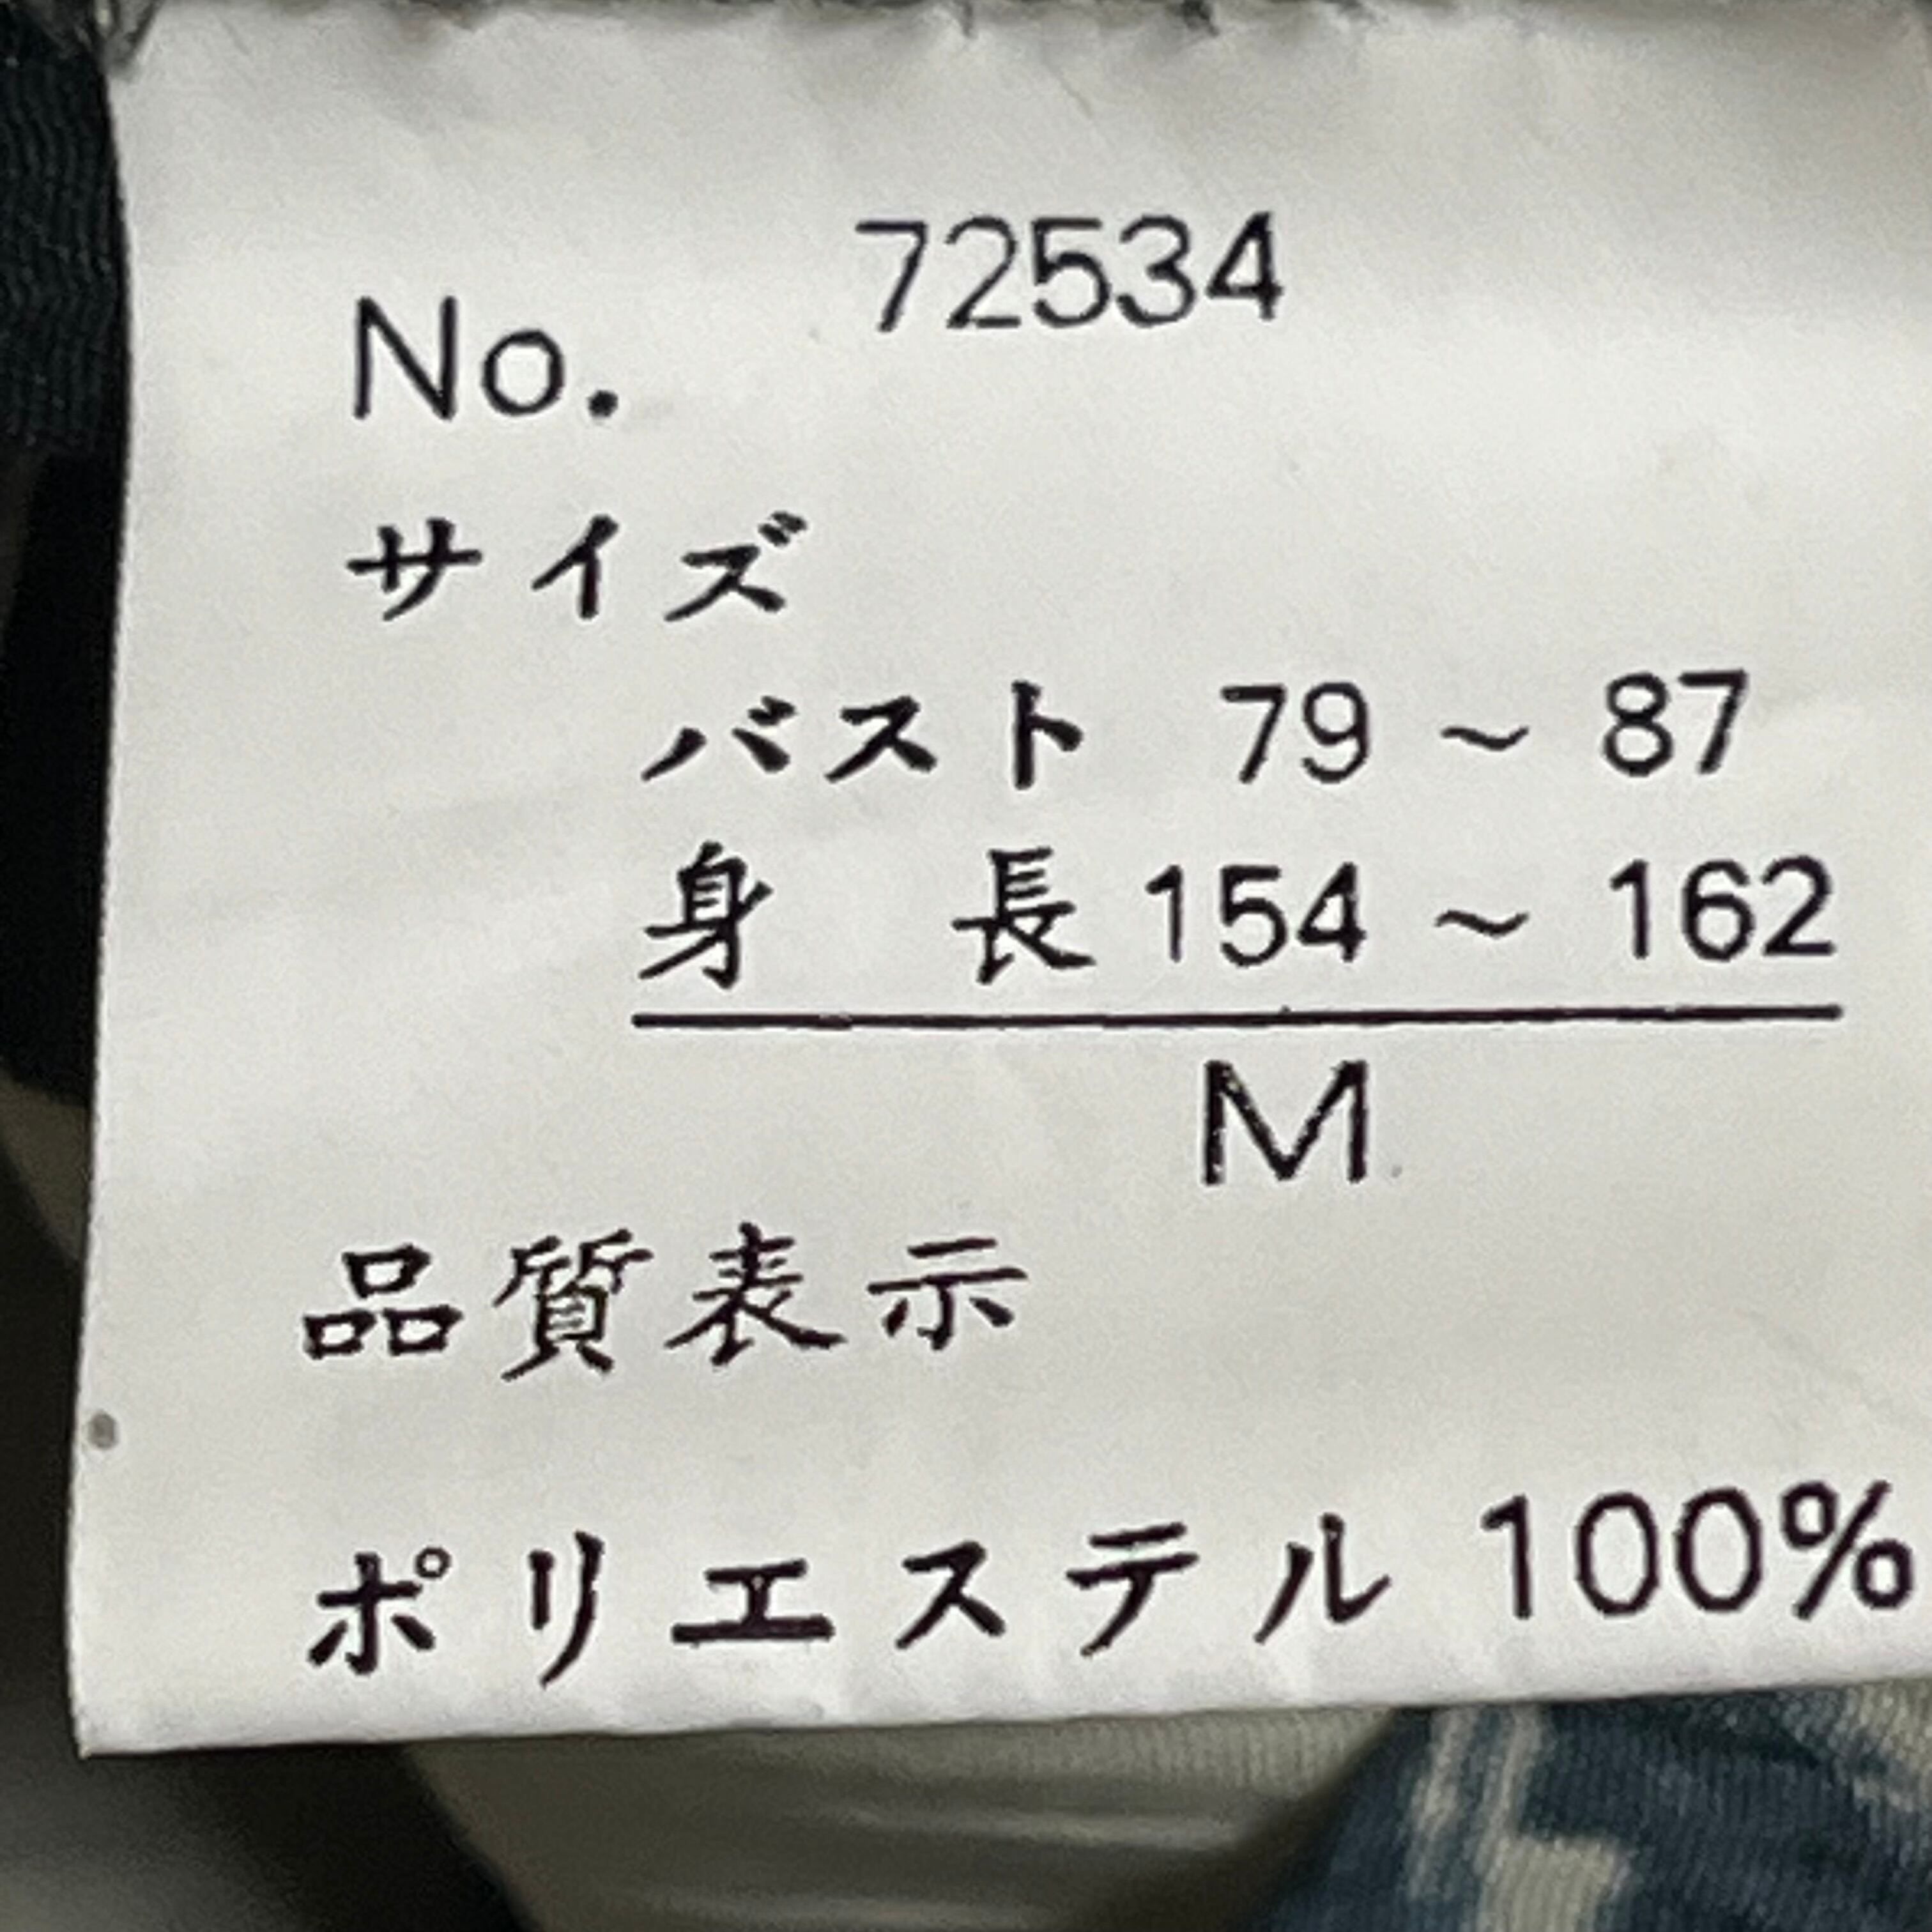 No. 72534
サイズ
バスト 79 ~ 87
身 長 154 ~ 162
M
品質表示
ポリエステル 100%